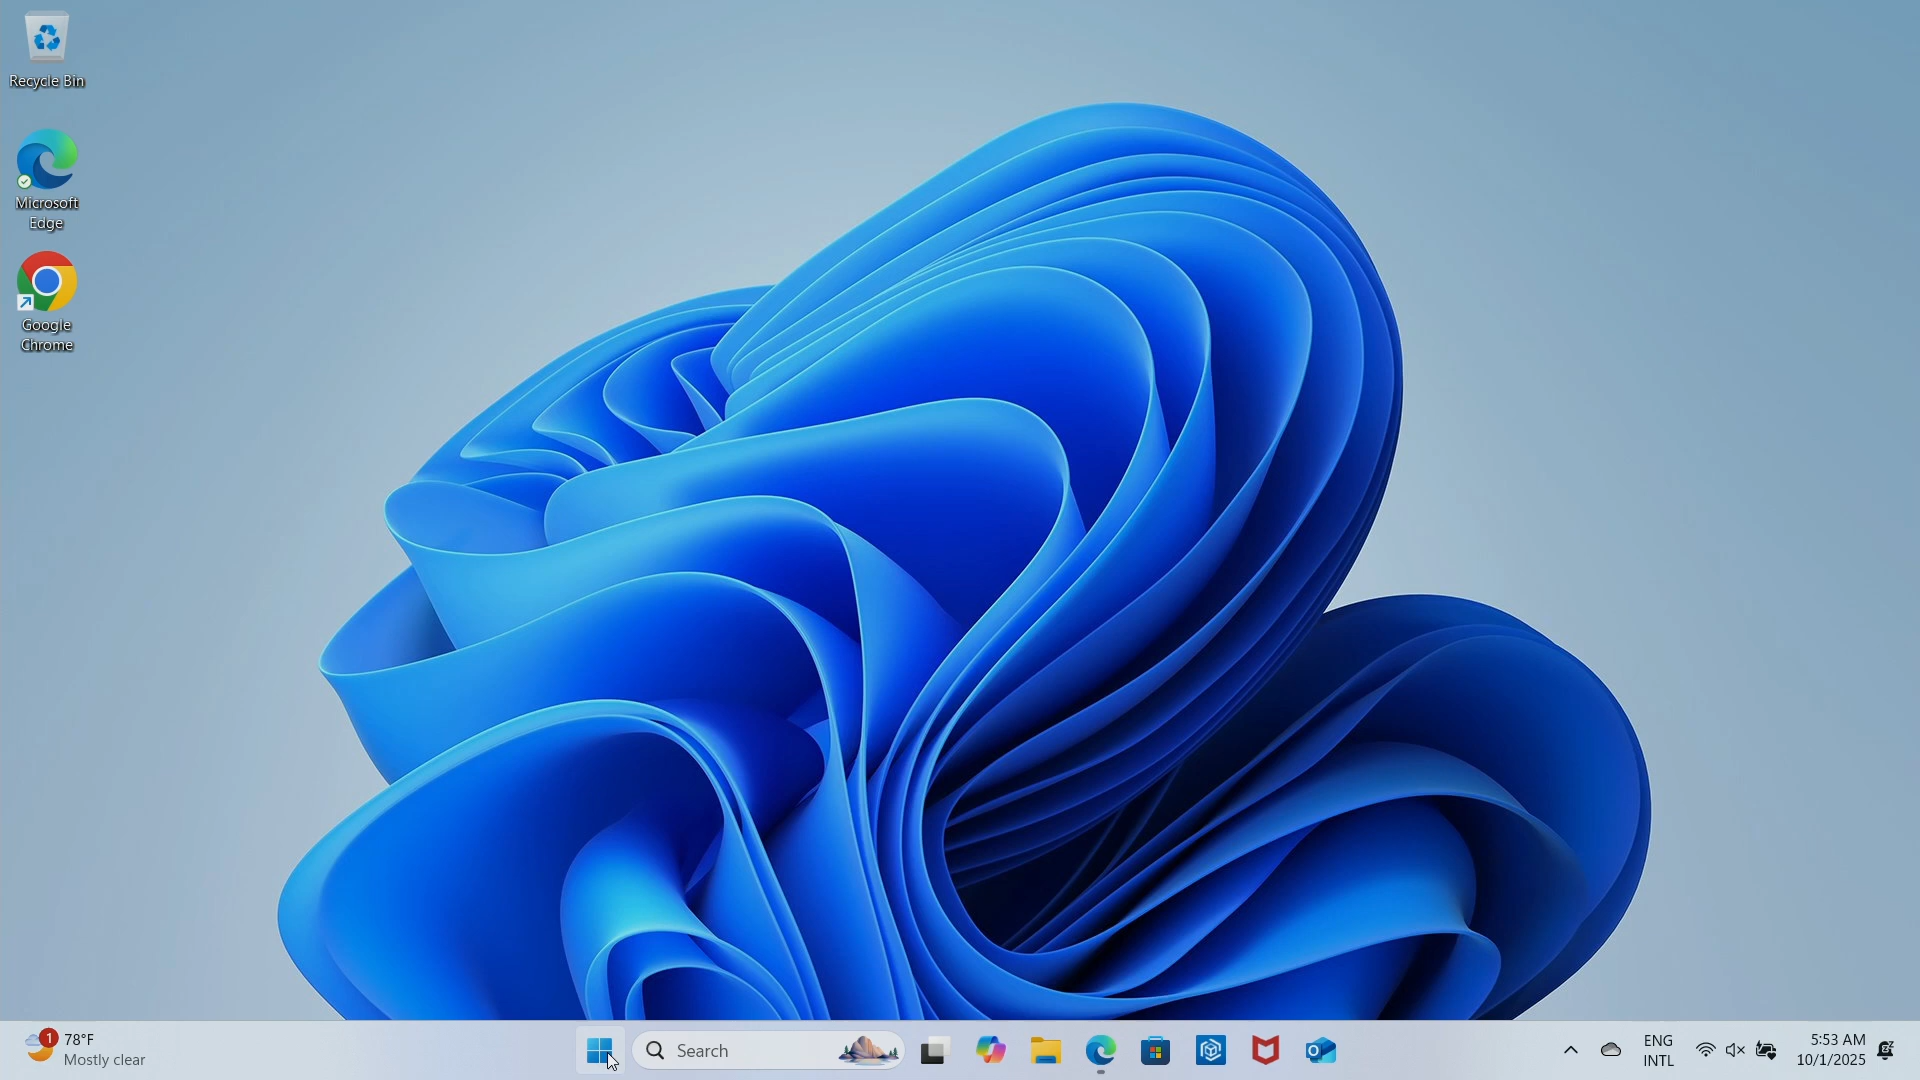 Recycle Bin
Microsoft
Edge
Google
Chrome
1
78°F
Mostly clear
Search
ENG
INTL
5:53 AM
10/1/2025